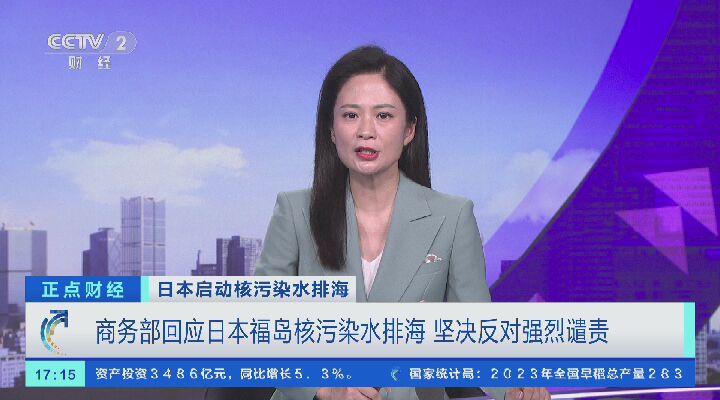 CCTV 2
财经
正点财经 日本启动核污染水排海
商务部回应日本福岛核污染水排海 坚决反对强烈谴责
17:15 资产投资3486亿元，同比增长5.3%。 国家统计局：2023年全国早稻总产量283